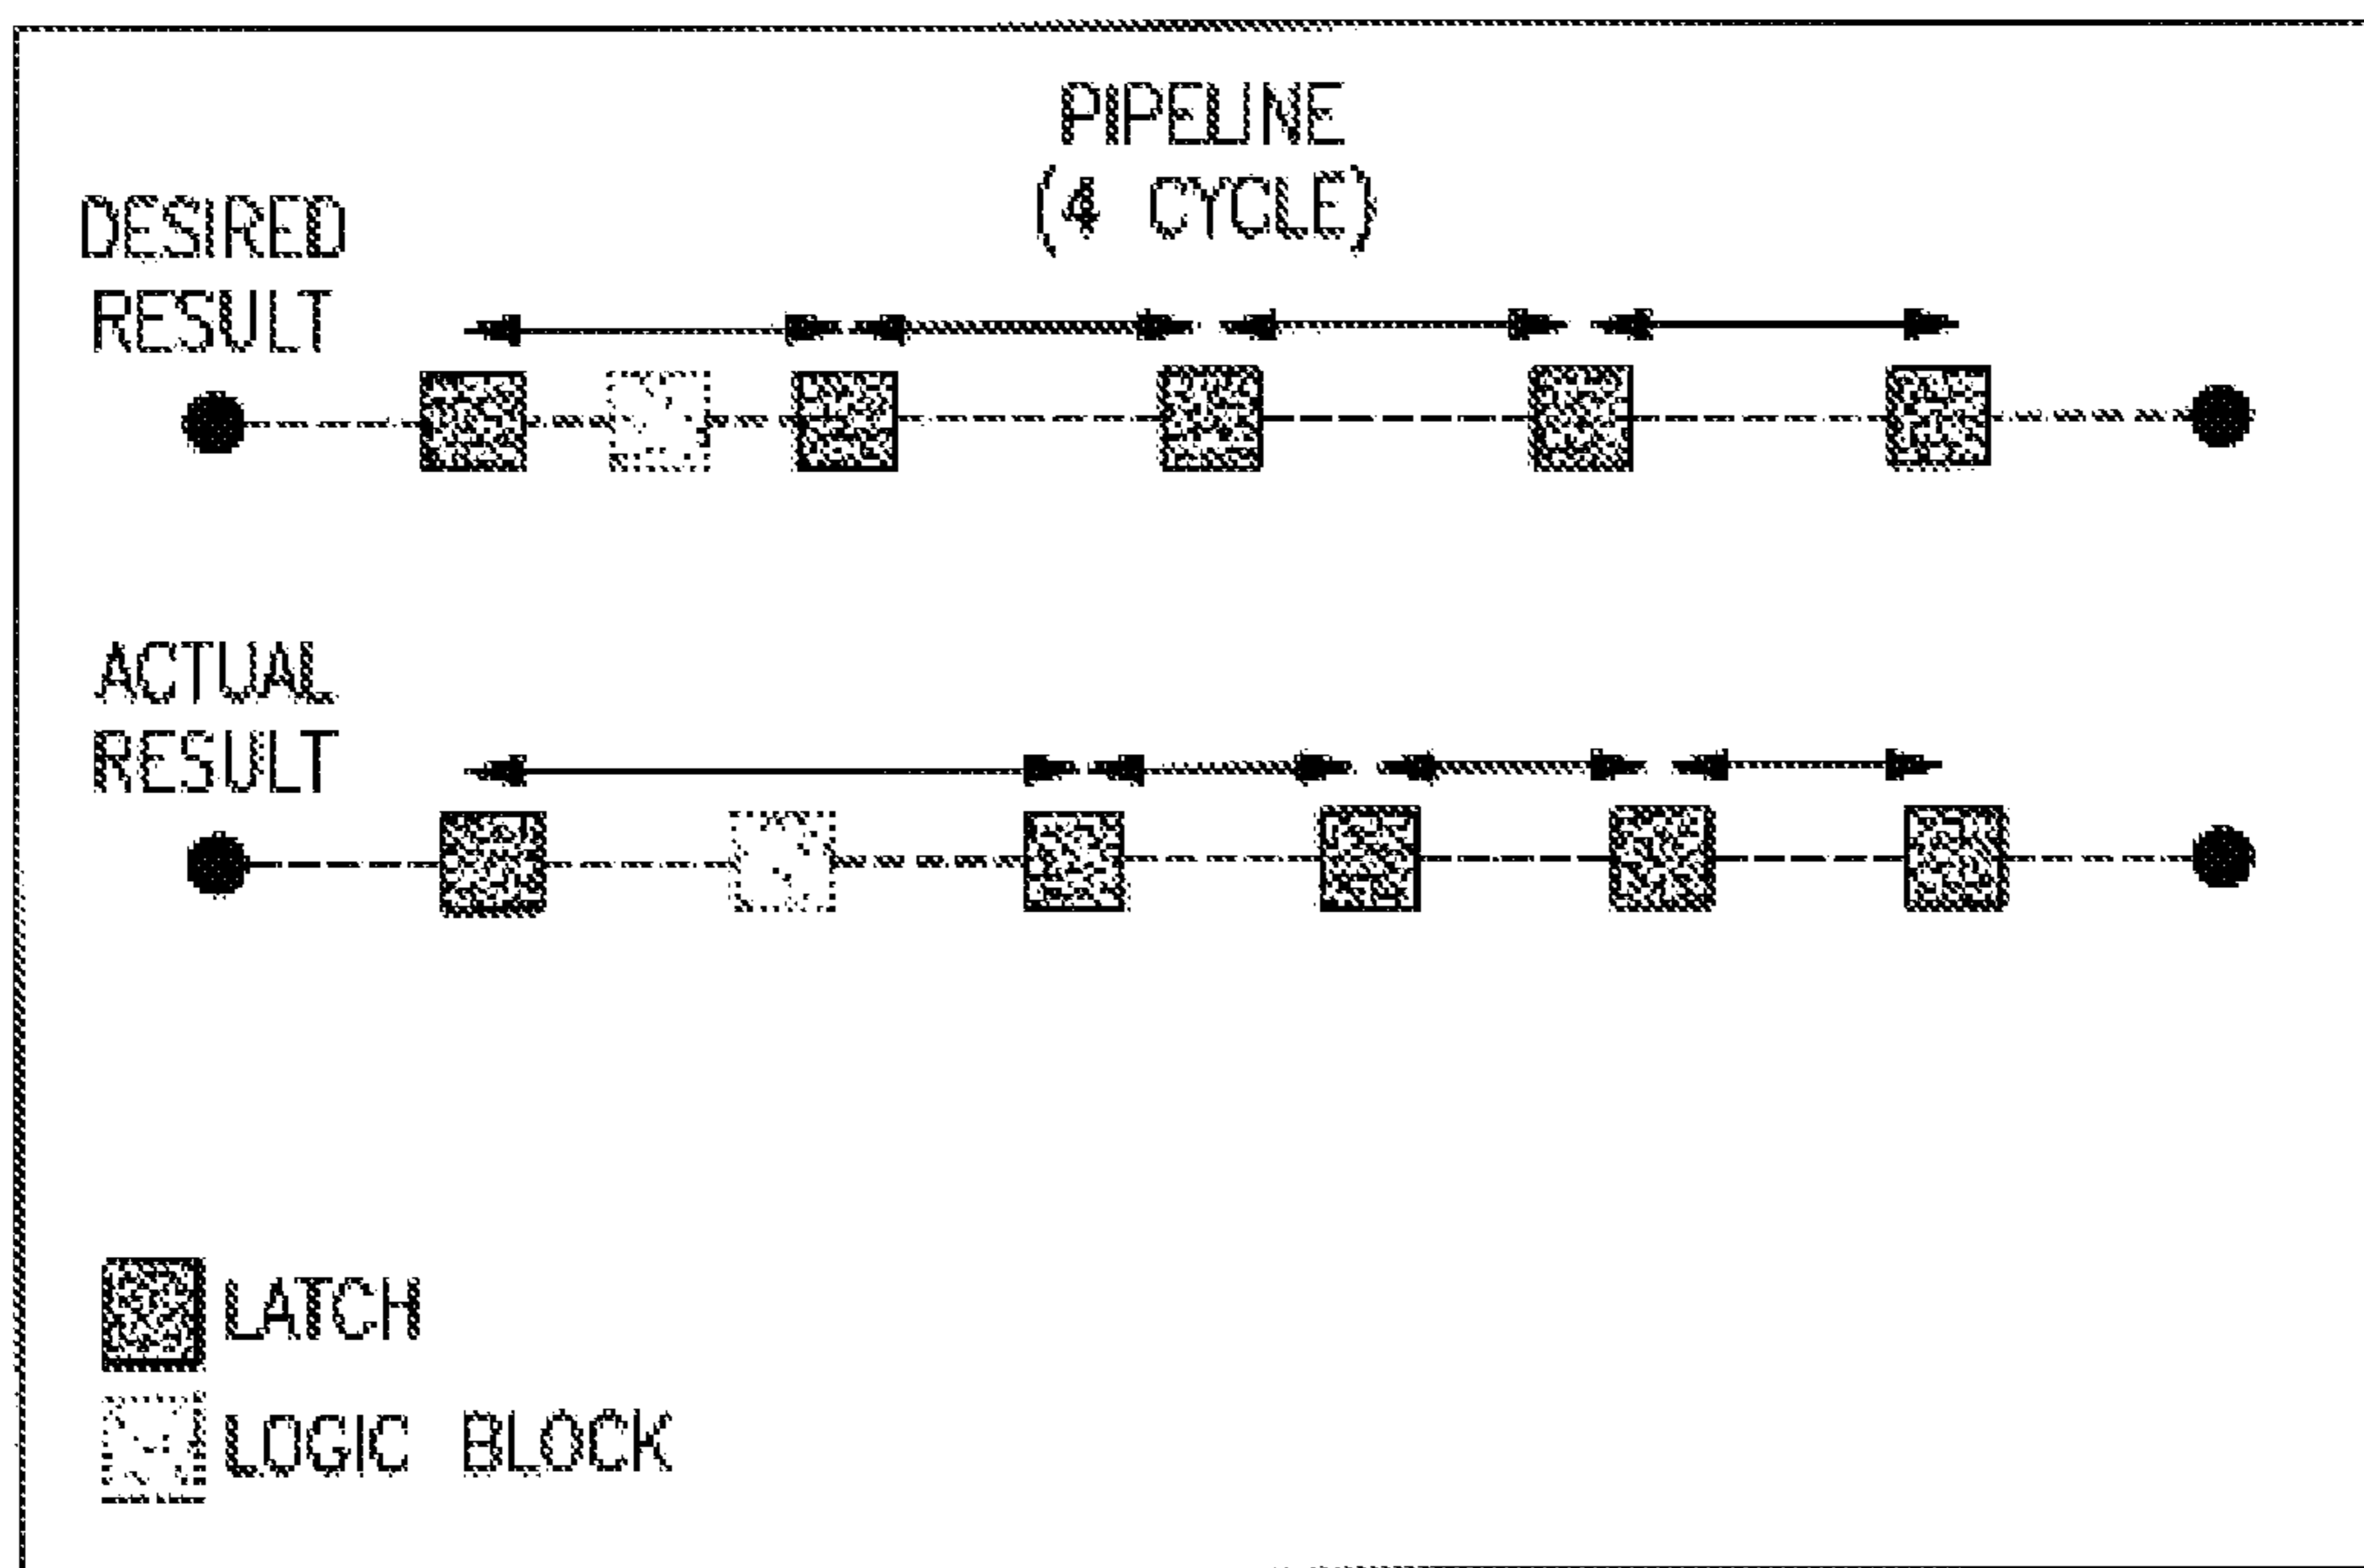 PIPELINE
(4 CYCLE)
DESIRED
RESULT
ACTUAL
RESULT
LATCH
LOGIC BLOCK